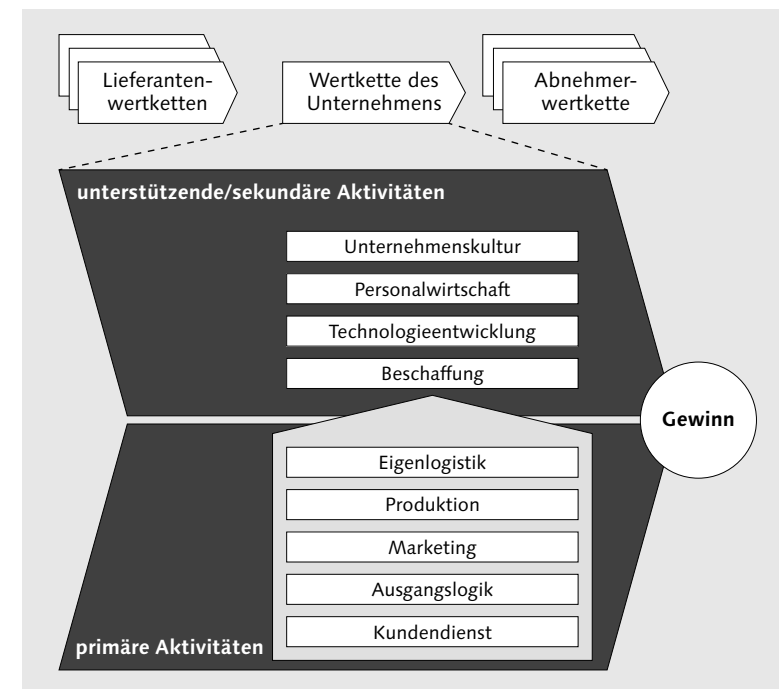 Lieferanten-
wertketten
Wertkette des
Unternehmens
Abnehmer-
wertkette
unterstützende/sekundäre Aktivitäten
Unternehmenskultur
Personalwirtschaft
Technologieentwicklung
Beschaffung
Gewinn
Eigenlogistik
Produktion
Marketing
Ausgangslogik
Kundendienst
primäre Aktivitäten